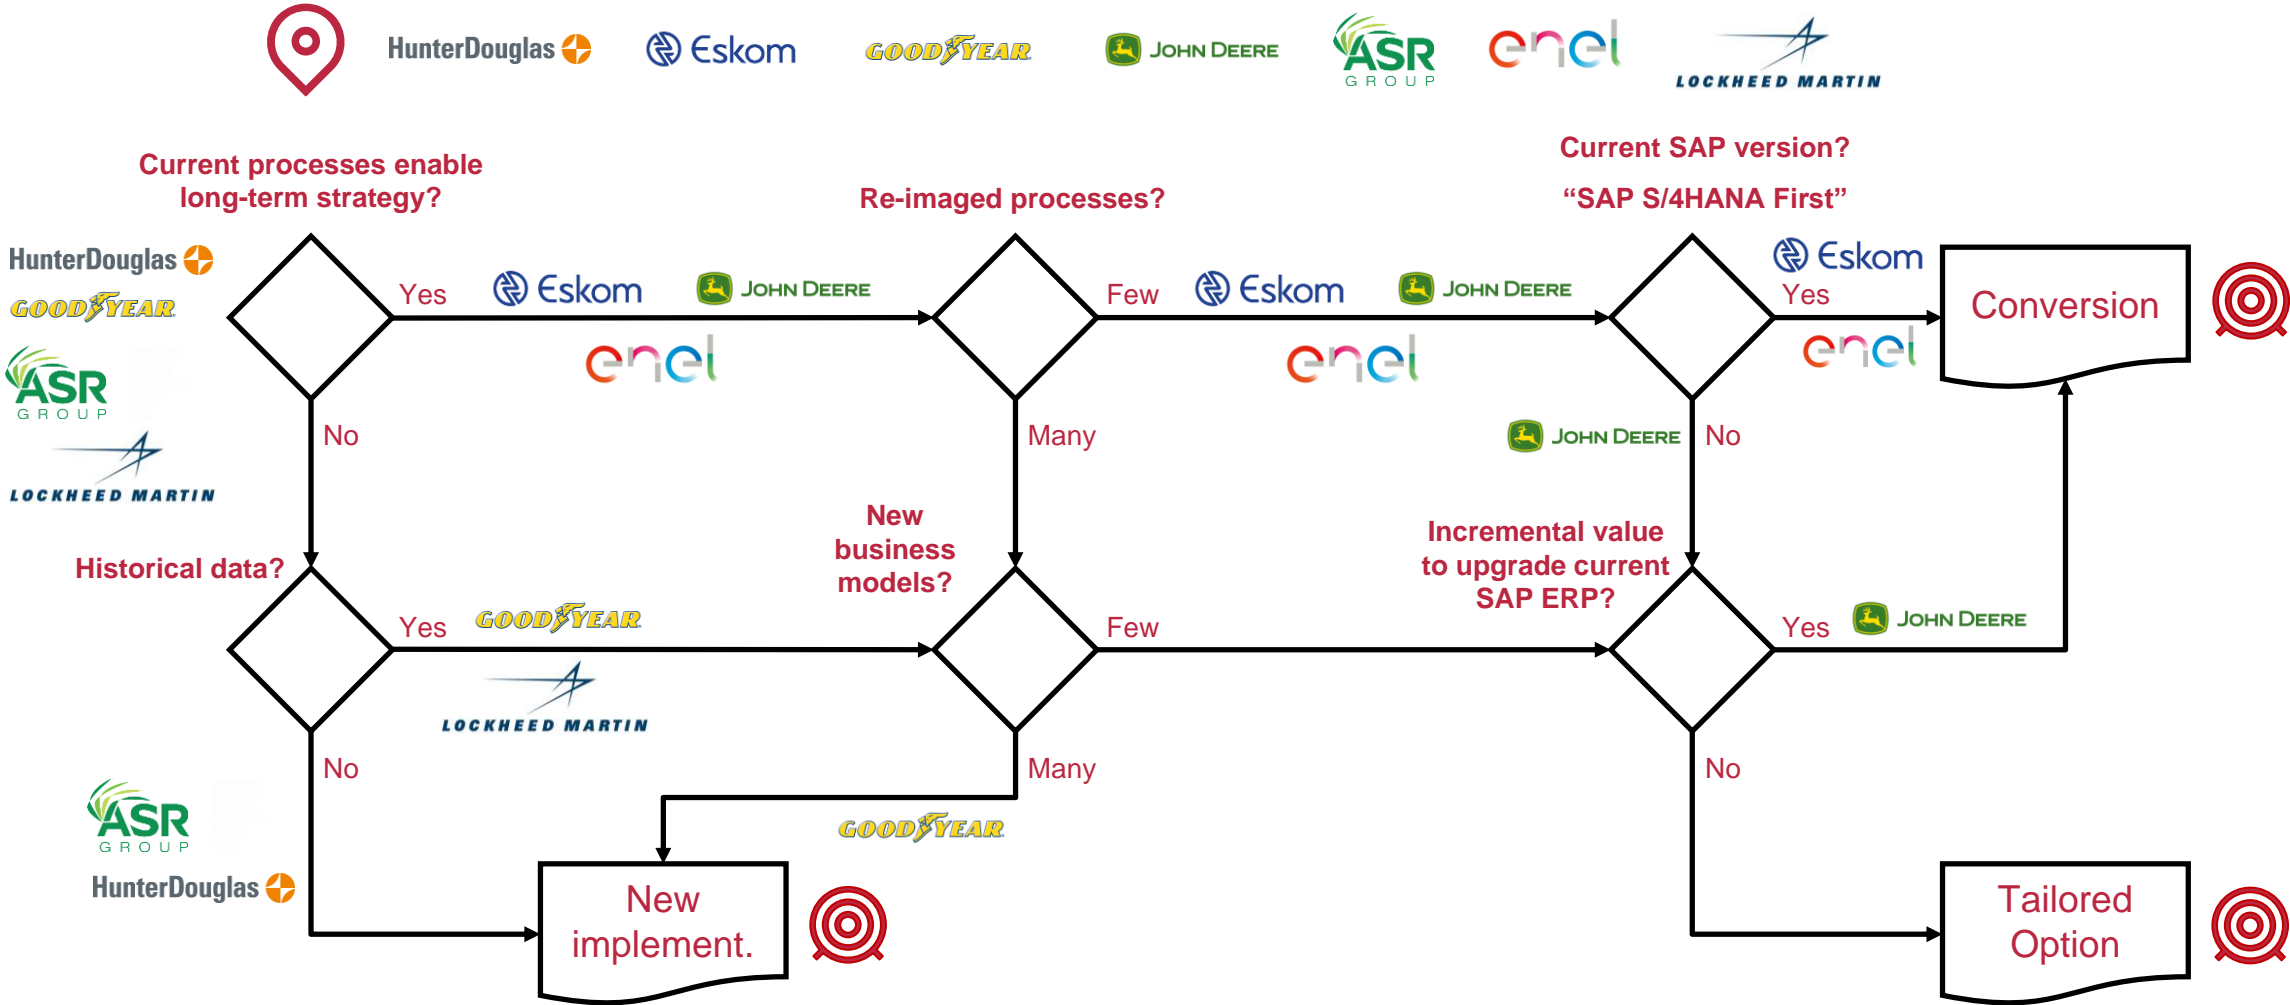 HunterDouglas
Eskom
GOODYEAR
JOHN DEERE
ASR
GROUP
enel
LOCKHEED MARTIN
Current processes enable
long-term strategy?
Re-imaged processes?
Current SAP version?
“SAP S/4HANA First”
HunterDouglas
GOODYEAR
ASR
GROUP
LOCKHEED MARTIN
Yes
Eskom
JOHN DEERE
enel
Few
Eskom
JOHN DEERE
enel
Eskom
Yes
enel
Conversion
No
Many
JOHN DEERE
No
Historical data?
New
business
models?
Incremental value
to upgrade current
SAP ERP?
Yes
GOODYEAR
LOCKHEED MARTIN
Few
Yes
JOHN DEERE
No
ASR
GROUP
HunterDouglas
Many
GOODYEAR
No
New
implement.
Tailored
Option